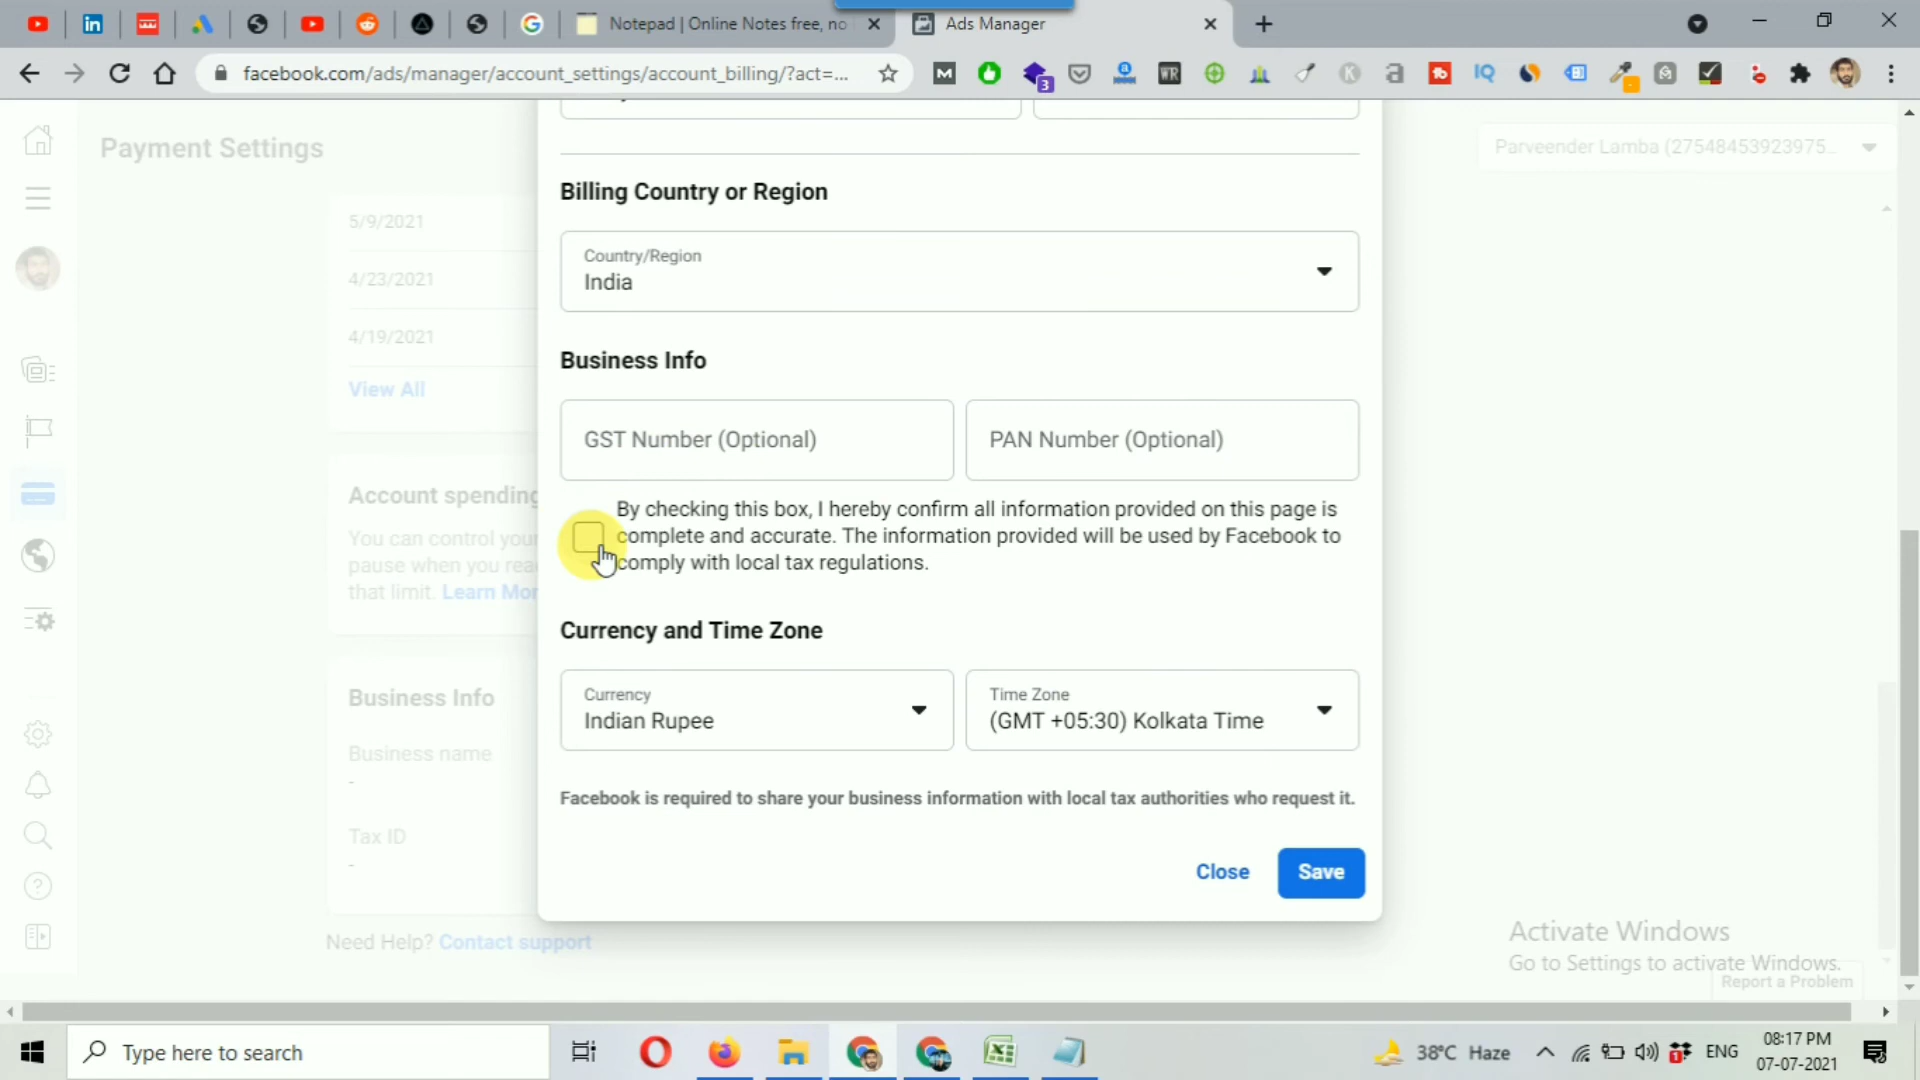 Notepad | Online Notes free, no
Ads Manager
facebook.com/ads/manager/account_settings/account_billing/?act=...
3
Payment Settings
Parveender Lamba (27548453923975...
5/9/2021
4/23/2021
4/19/2021
View All
Account spending
You can control your
pause when you rea
that limit. Learn Mor
Business Info
Business name
-
Tax ID
-
Need Help? Contact support
Billing Country or Region
Country/Region
India
Business Info
GST Number (Optional)
PAN Number (Optional)
By checking this box, I hereby confirm all information provided on this page is
complete and accurate. The information provided will be used by Facebook to
comply with local tax regulations.
Currency and Time Zone
Currency
Indian Rupee
Time Zone
(GMT +05:30) Kolkata Time
Facebook is required to share your business information with local tax authorities who request it.
Close
Save
Activate Windows
Go to Settings to activate Windows.
Report a Problem
Type here to search
38°C Haze
ENG
08:17 PM
07-07-2021